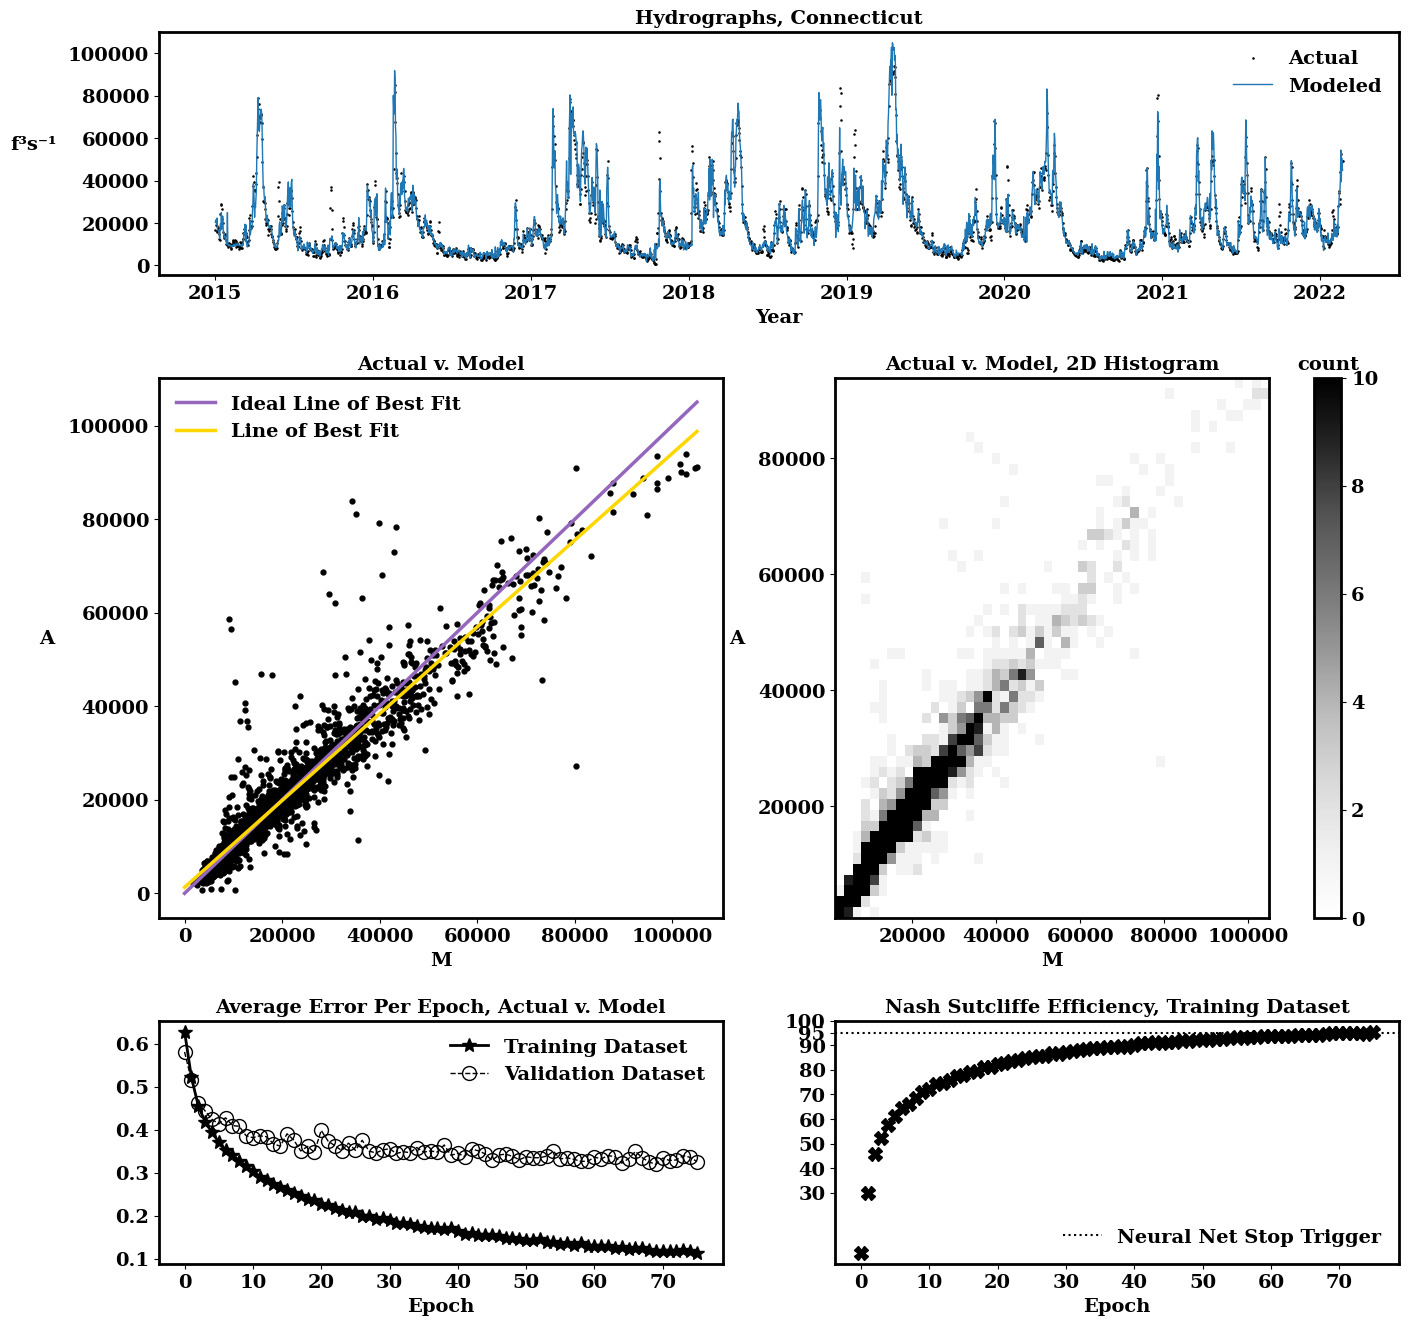 Hydrographs, Connecticut
f³s⁻¹
100000
80000
60000
40000
20000
0
Actual
Modeled
2015 2016 2017 2018 2019 2020 2021 2022
Year
Actual v. Model
A
100000
80000
60000
40000
20000
0
Ideal Line of Best Fit
Line of Best Fit
0 20000 40000 60000 80000 100000
M
Actual v. Model, 2D Histogram
A
80000
60000
40000
20000
20000 40000 60000 80000 100000
M
count
10
8
6
4
2
0
Average Error Per Epoch, Actual v. Model
0.6
0.5
0.4
0.3
0.2
0.1
Training Dataset
Validation Dataset
0 10 20 30 40 50 60 70
Epoch
Nash Sutcliffe Efficiency, Training Dataset
100
95
90
80
70
60
50
40
30
Neural Net Stop Trigger
0 10 20 30 40 50 60 70
Epoch